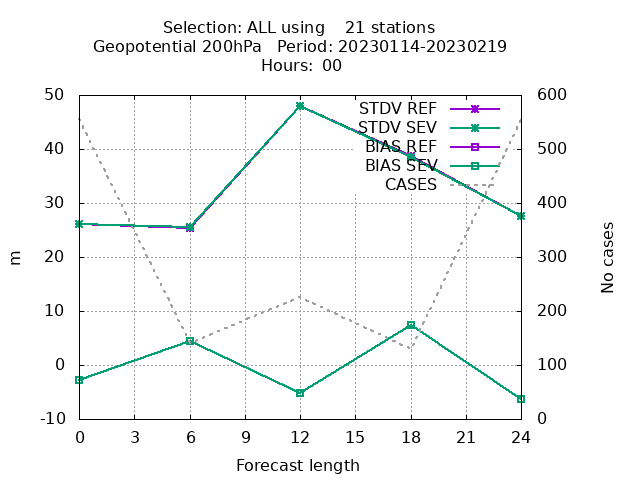 Selection: ALL using    21 stations
Geopotential 200hPa   Period: 20230114-20230219
Hours: 00
50
40
30
20
10
0
-10
600
500
400
300
200
100
0
STDV REF
STDV SEV
BIAS REF
BIAS SEV
CASES
m
No cases
0 3 6 9 12 15 18 21 24
Forecast length